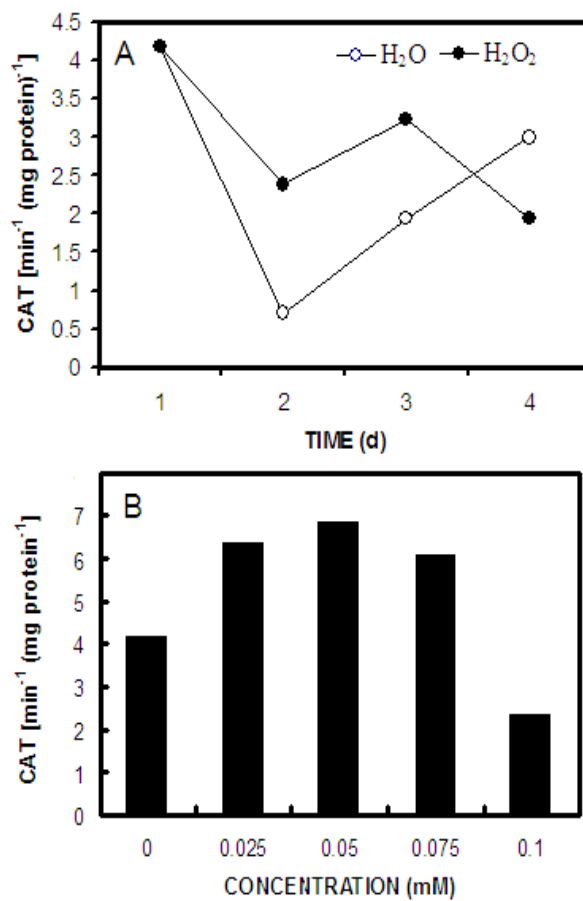 A
H₂O H₂O₂
CAT [min⁻¹ (mg protein)⁻¹]
4.5
4
3.5
3
2.5
2
1.5
1
0.5
0
1 2 3 4
TIME (d)
B
CAT [min⁻¹ (mg protein⁻¹]
7
6
5
4
3
2
1
0
0 0.025 0.05 0.075 0.1
CONCENTRATION (mM)